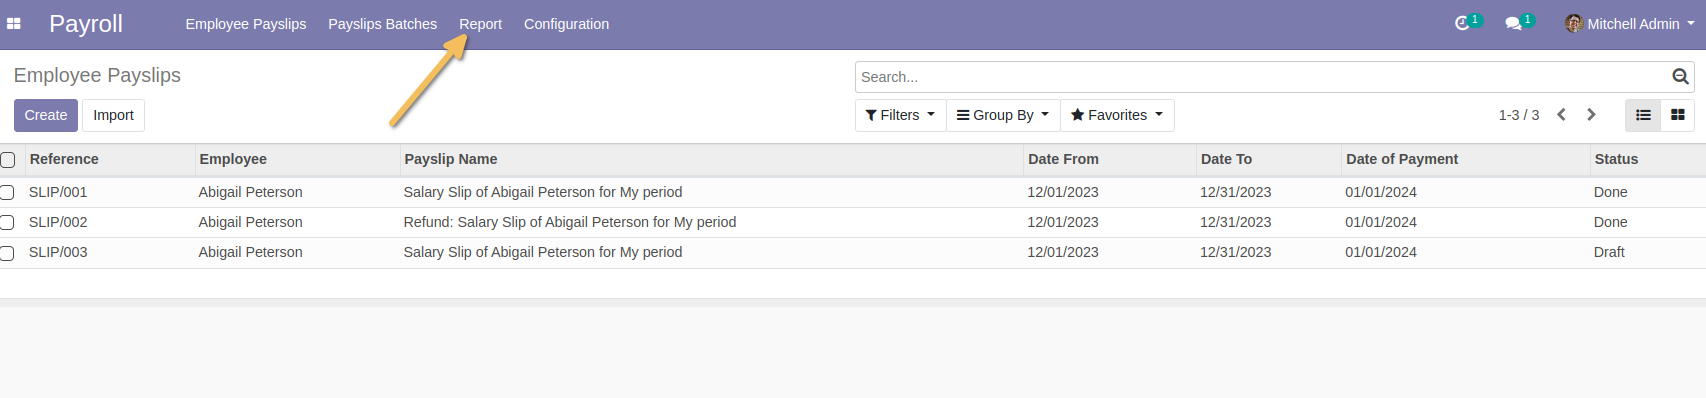 Payroll Employee Payslips Payslips Batches Report Configuration 1 1 Mitchell Admin
Employee Payslips Search...
Create Import Filters Group By Favorites 1-3 / 3
Reference Employee Payslip Name Date From Date To Date of Payment Status
SLIP/001 Abigail Peterson Salary Slip of Abigail Peterson for My period 12/01/2023 12/31/2023 01/01/2024 Done
SLIP/002 Abigail Peterson Refund: Salary Slip of Abigail Peterson for My period 12/01/2023 12/31/2023 01/01/2024 Done
SLIP/003 Abigail Peterson Salary Slip of Abigail Peterson for My period 12/01/2023 12/31/2023 01/01/2024 Draft